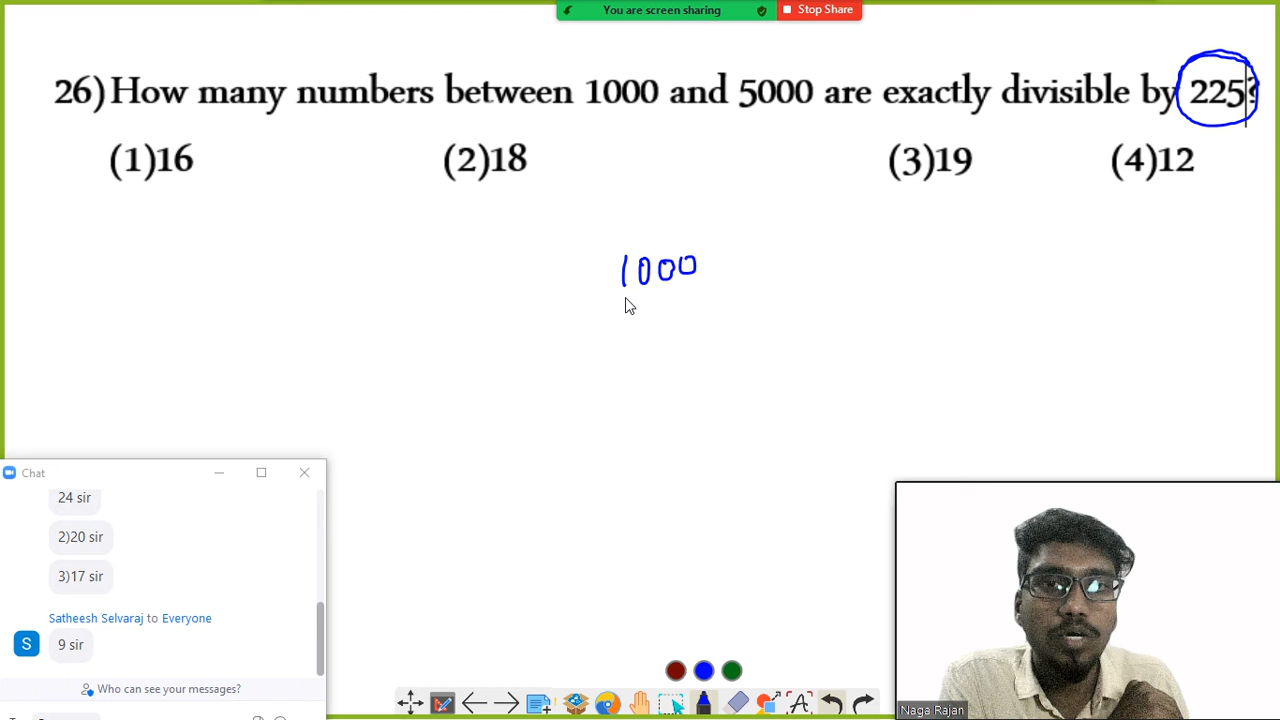 You are screen sharing
Stop Share
26) How many numbers between 1000 and 5000 are exactly divisible by 225?
(1)16 (2)18 (3)19 (4)12
1000
Chat
24 sir
2)20 sir
3)17 sir
Satheesh Selvaraj to Everyone
S
9 sir
Who can see your messages?
Naga Rajan